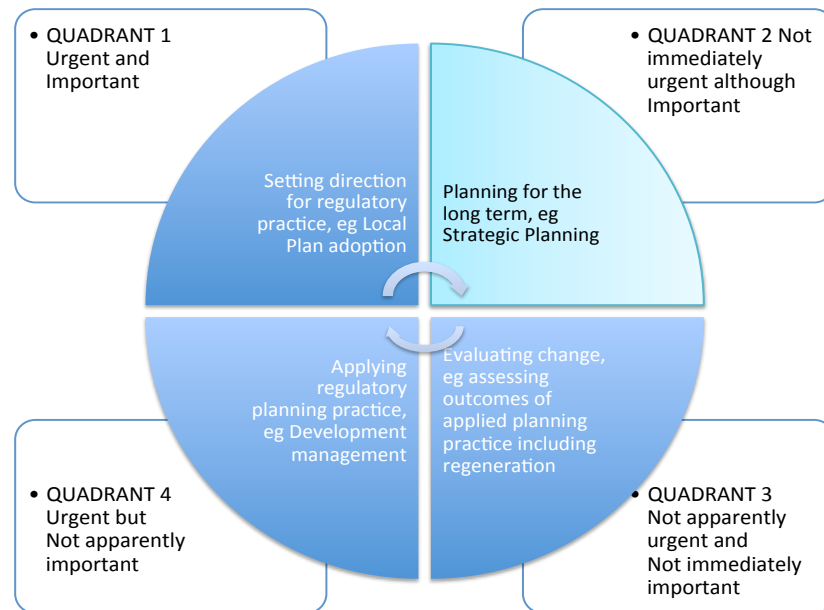 • QUADRANT 1
Urgent and
Important
• QUADRANT 2 Not
immediately
urgent although
Important
Setting direction
for regulatory
practice, eg Local
Plan adoption
Planning for the
long term, eg
Strategic Planning
Applying
regulatory
planning practice,
eg Development
management
Evaluating change,
eg assessing
outcomes of
applied planning
practice including
regeneration
• QUADRANT 4
Urgent but
Not apparently
important
• QUADRANT 3
Not apparently
urgent and
Not immediately
important